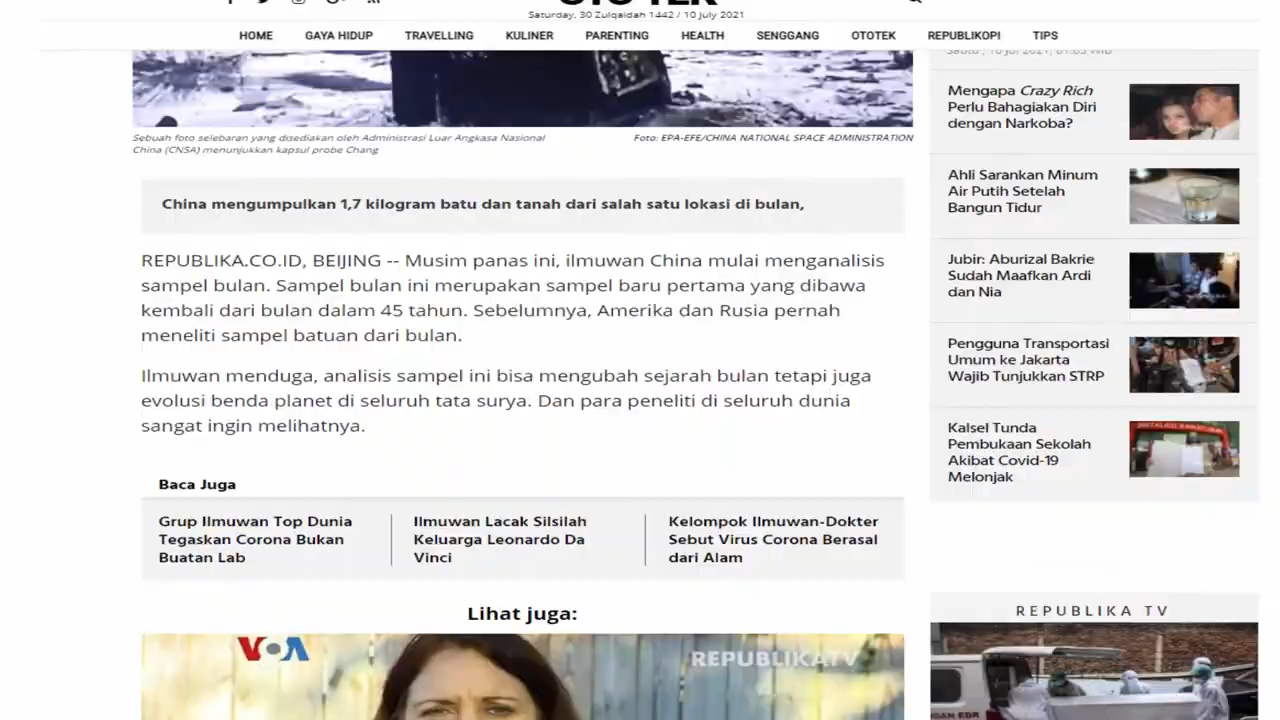 Saturday, 30 Zulqaidah 1442 / 10 July 2021
HOME GAYA HIDUP TRAVELLING KULINER PARENTING HEALTH SENGGANG OTOTEK REPUBLIKOPI TIPS
Sebuah foto selebaran yang disediakan oleh Administrasi Luar Angkasa Nasional
China (CNSA) menunjukkan kapsul probe Chang
Foto: EPA-EFE/CHINA NATIONAL SPACE ADMINISTRATION
China mengumpulkan 1,7 kilogram batu dan tanah dari salah satu lokasi di bulan,
REPUBLIKA.CO.ID, BEIJING -- Musim panas ini, ilmuwan China mulai menganalisis
sampel bulan. Sampel bulan ini merupakan sampel baru pertama yang dibawa
kembali dari bulan dalam 45 tahun. Sebelumnya, Amerika dan Rusia pernah
meneliti sampel batuan dari bulan.
Ilmuwan menduga, analisis sampel ini bisa mengubah sejarah bulan tetapi juga
evolusi benda planet di seluruh tata surya. Dan para peneliti di seluruh dunia
sangat ingin melihatnya.
Baca Juga
Grup Ilmuwan Top Dunia
Tegaskan Corona Bukan
Buatan Lab
Ilmuwan Lacak Silsilah
Keluarga Leonardo Da
Vinci
Kelompok Ilmuwan-Dokter
Sebut Virus Corona Berasal
dari Alam
Lihat juga:
VOA
REPUBLIKATV
Mengapa Crazy Rich
Perlu Bahagiakan Diri
dengan Narkoba?
Ahli Sarankan Minum
Air Putih Setelah
Bangun Tidur
Jubir: Aburizal Bakrie
Sudah Maafkan Ardi
dan Nia
Pengguna Transportasi
Umum ke Jakarta
Wajib Tunjukkan STRP
Kalsel Tunda
Pembukaan Sekolah
Akibat Covid-19
Melonjak
REPUBLIKA TV